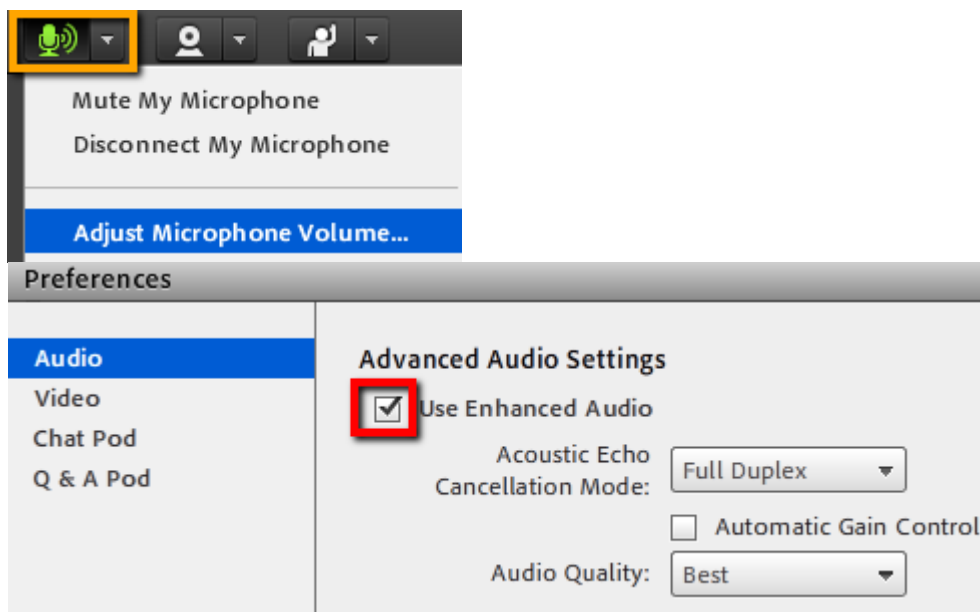 Mute My Microphone
Disconnect My Microphone
Adjust Microphone Volume...
Preferences
Audio
Video
Chat Pod
Q & A Pod
Advanced Audio Settings
Use Enhanced Audio
Acoustic Echo
Cancellation Mode:
Full Duplex
Automatic Gain Control
Audio Quality:
Best